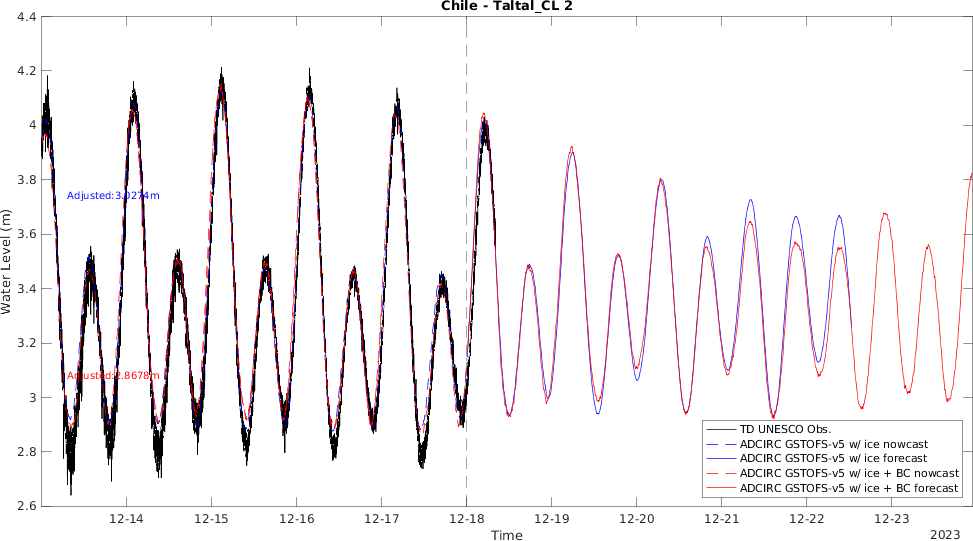 Chile - Taltal_CL 2
4.4
4.2
4
3.8
3.6
3.4
3.2
3
2.8
2.6
Water Level (m)
Adjusted:3.0274m
Adjusted:2.8678m
TD UNESCO Obs.
ADCIRC GSTOFS-v5 w/ ice nowcast
ADCIRC GSTOFS-v5 w/ ice forecast
ADCIRC GSTOFS-v5 w/ ice + BC nowcast
ADCIRC GSTOFS-v5 w/ ice + BC forecast
12-14 12-15 12-16 12-17 12-18 12-19 12-20 12-21 12-22 12-23
Time
2023